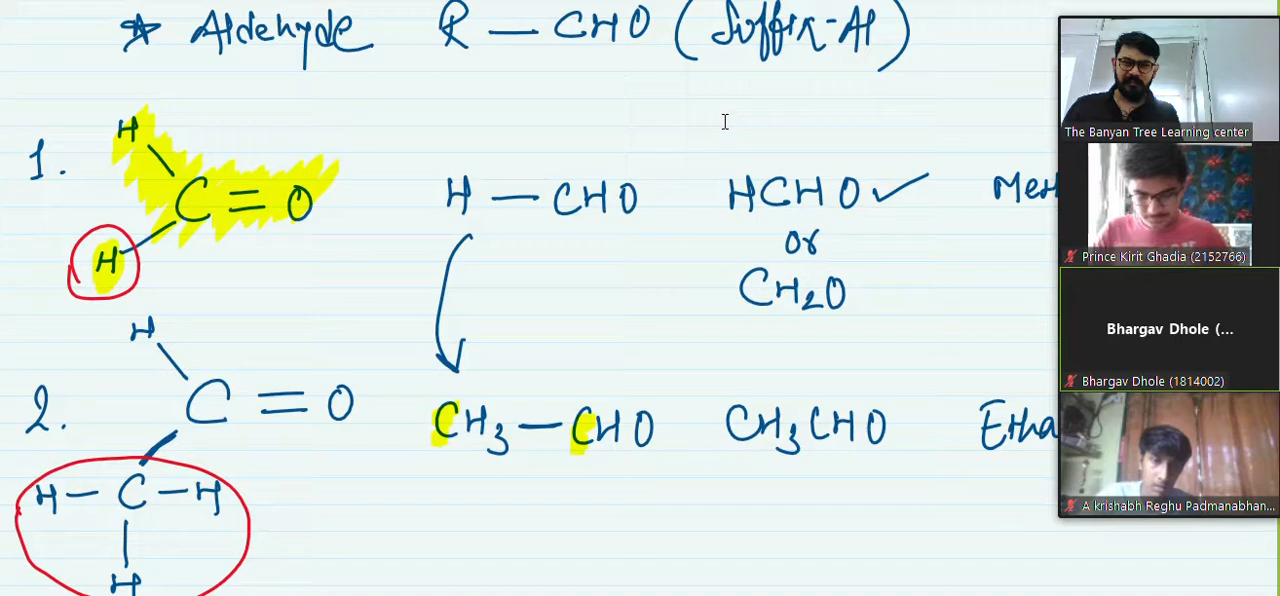 * Aldehyde R — CHO (Suffix-Al)
1.
H
C = O
H
H — CHO
HCHO ✓
or
CH2O
Meth
2.
H
C = O
H — C — H
H
CH3 — CHO
CH3CHO
Etha
The Banyan Tree Learning center
Prince Kirit Ghadia (2152766)
Bhargav Dhole (...
Bhargav Dhole (1814002)
A krishabh Reghu Padmanabhan...